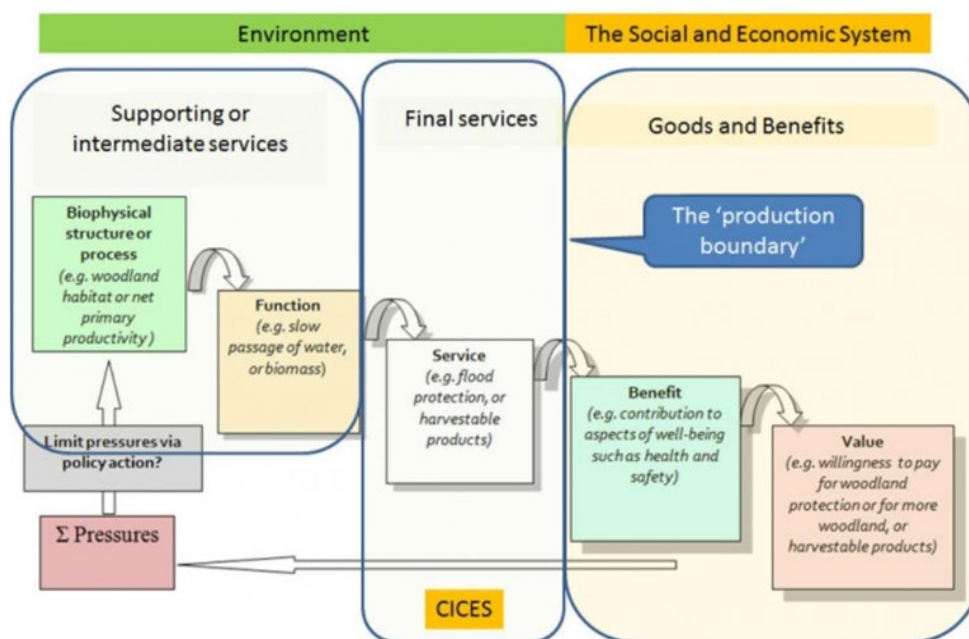 Environment
The Social and Economic System
Supporting or
intermediate services
Final services
Goods and Benefits
The ‘production
boundary’
Biophysical
structure or
process
(e.g. woodland
habitat or net
primary
productivity )
Function
(e.g. slow
passage of water,
or biomass)
Service
(e.g. flood
protection, or
harvestable
products)
Benefit
(e.g. contribution to
aspects of well-being
such as health and
safety)
Value
(e.g. willingness to pay
for woodland
protection or for more
woodland, or
harvestable products)
Limit pressures via
policy action?
Σ Pressures
CICES